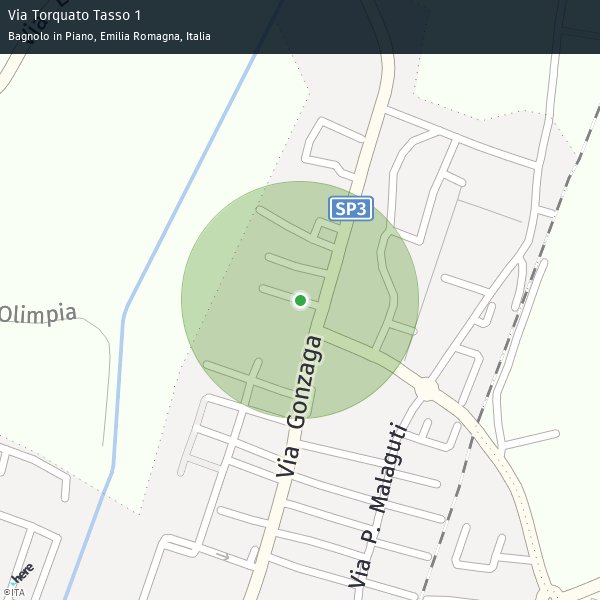 Via Torquato Tasso 1
Bagnolo in Piano, Emilia Romagna, Italia
SP3
Olimpia
Via Gonzaga
Via P. Malaguti
here
©ITA